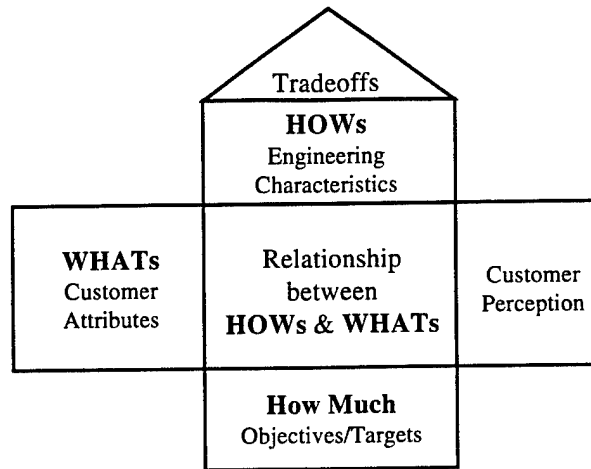 Tradeoffs
HOWs
Engineering
Characteristics
WHATs
Customer
Attributes
Relationship
between
HOWs & WHATs
Customer
Perception
How Much
Objectives/Targets